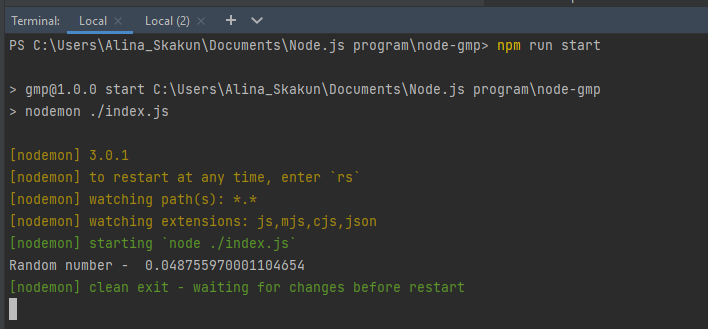 Terminal: Local × Local (2) × +
PS C:\Users\Alina_Skakun\Documents\Node.js program\node-gmp> npm run start
> gmp@1.0.0 start C:\Users\Alina_Skakun\Documents\Node.js program\node-gmp
> nodemon ./index.js
[nodemon] 3.0.1
[nodemon] to restart at any time, enter `rs`
[nodemon] watching path(s): *.*
[nodemon] watching extensions: js,mjs,cjs,json
[nodemon] starting `node ./index.js`
Random number -  0.048755970001104654
[nodemon] clean exit - waiting for changes before restart